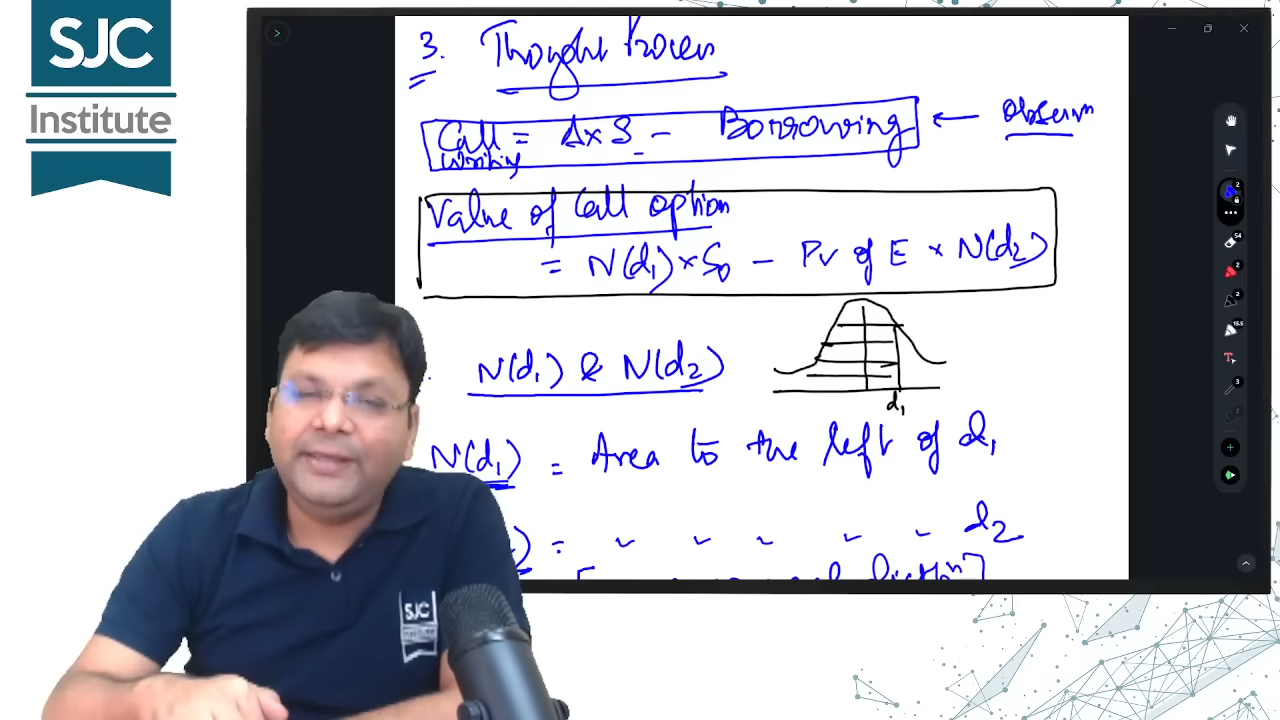 SJC
Institute
3. Thought Process
Call = Δ×S - Borrowing ←
writing
Value of Call option
= N(d₁)×S₀ - PV of E × N(d₂)
N(d₁) & N(d₂)
d₁
N(d₁) = Area to the left of d₁
) = " " " " " d₂
SJC
Institute